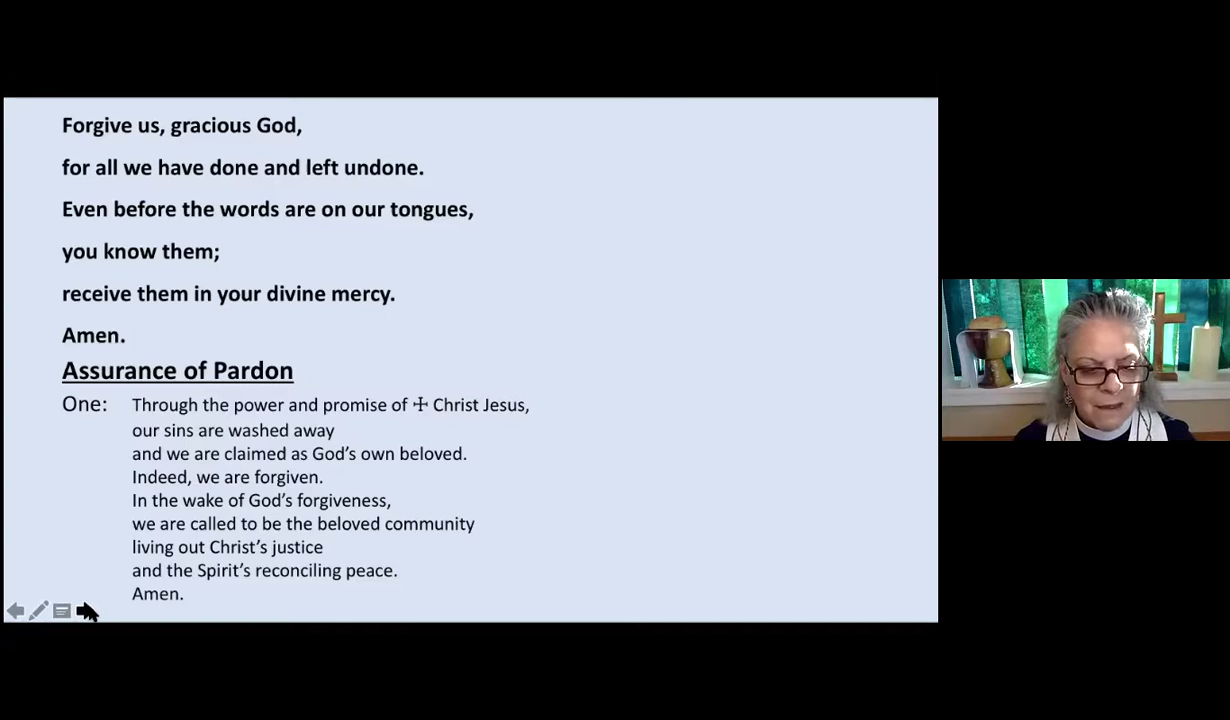 Forgive us, gracious God,
for all we have done and left undone.
Even before the words are on our tongues,
you know them;
receive them in your divine mercy.
Amen.
Assurance of Pardon
One: Through the power and promise of ☩ Christ Jesus,
our sins are washed away
and we are claimed as God’s own beloved.
Indeed, we are forgiven.
In the wake of God’s forgiveness,
we are called to be the beloved community
living out Christ’s justice
and the Spirit’s reconciling peace.
Amen.